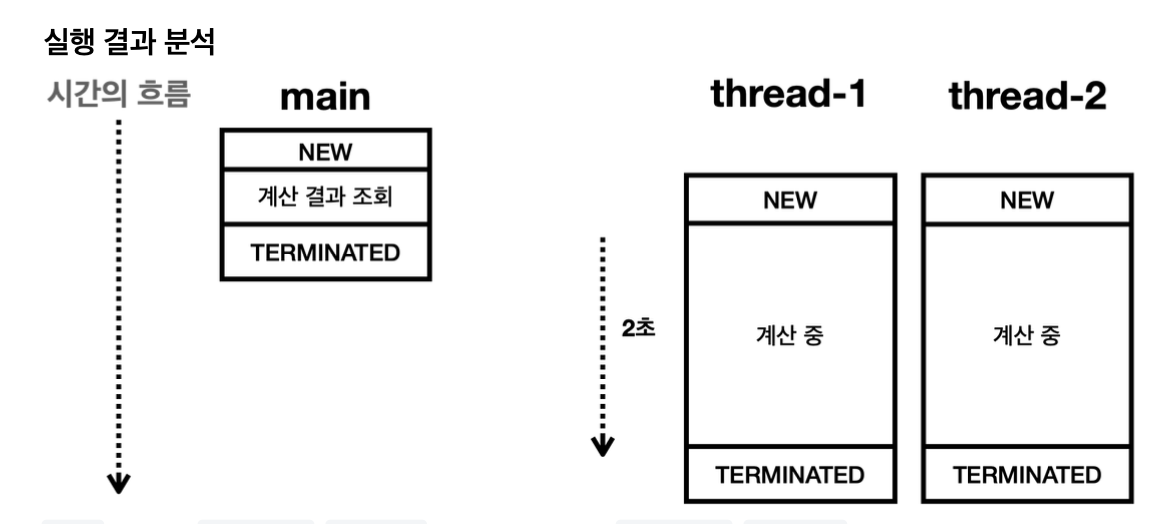 실행 결과 분석
시간의 흐름
main
thread-1
thread-2
NEW
계산 결과 조회
TERMINATED
NEW
계산 중
TERMINATED
NEW
계산 중
TERMINATED
2초